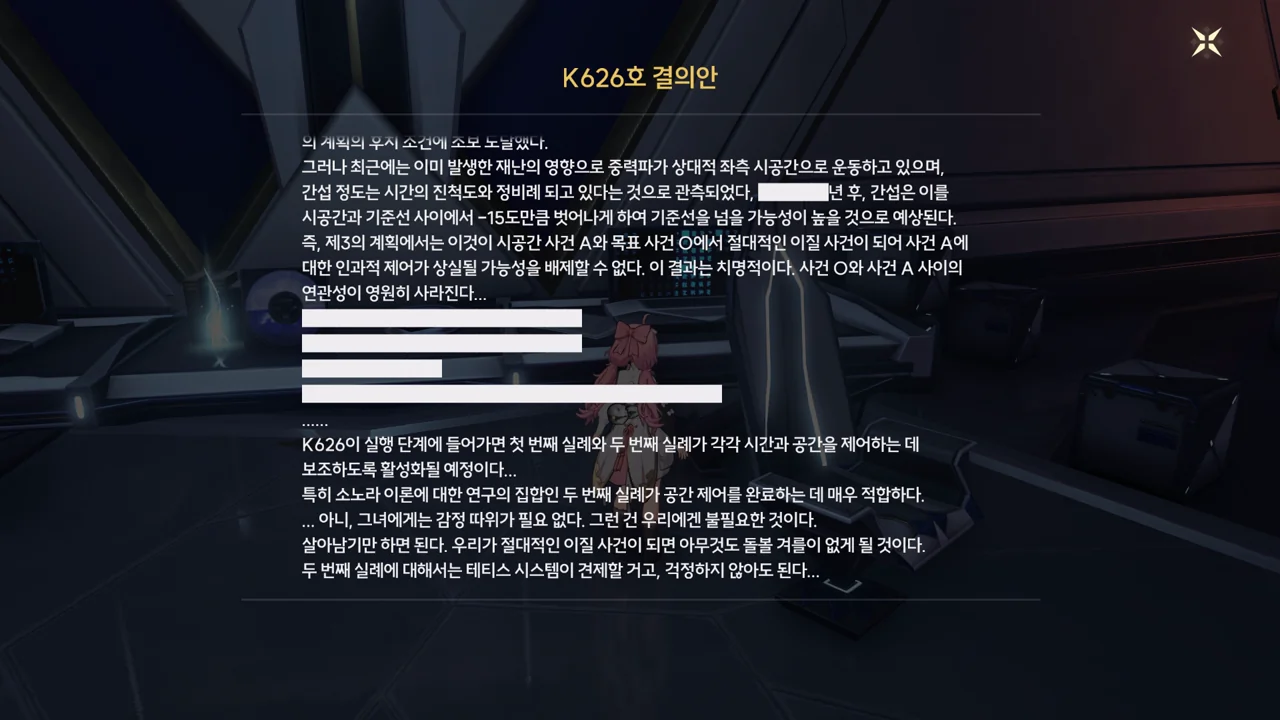 K626호 결의안
의 계획의 후지 조건에 초보 도달했다.
그러나 최근에는 이미 발생한 재난의 영향으로 중력파가 상대적 좌측 시공간으로 운동하고 있으며,
간섭 정도는 시간의 진척도와 정비례 되고 있다는 것으로 관측되었다, 년 후, 간섭은 이를
시공간과 기준선 사이에서 -15도만큼 벗어나게 하여 기준선을 넘을 가능성이 높을 것으로 예상된다.
즉, 제3의 계획에서는 이것이 시공간 사건 A와 목표 사건 O에서 절대적인 이질 사건이 되어 사건 A에
대한 인과적 제어가 상실될 가능성을 배제할 수 없다. 이 결과는 치명적이다. 사건 O와 사건 A 사이의
연관성이 영원히 사라진다...
......
K626이 실행 단계에 들어가면 첫 번째 실례와 두 번째 실례가 각각 시간과 공간을 제어하는 데
보조하도록 활성화될 예정이다...
특히 소노라 이론에 대한 연구의 집합인 두 번째 실례가 공간 제어를 완료하는 데 매우 적합하다.
... 아니, 그녀에게는 감정 따위가 필요 없다. 그런 건 우리에겐 불필요한 것이다.
살아남기만 하면 된다. 우리가 절대적인 이질 사건이 되면 아무것도 돌볼 겨를이 없게 될 것이다.
두 번째 실례에 대해서는 테티스 시스템이 견제할 거고, 걱정하지 않아도 된다...